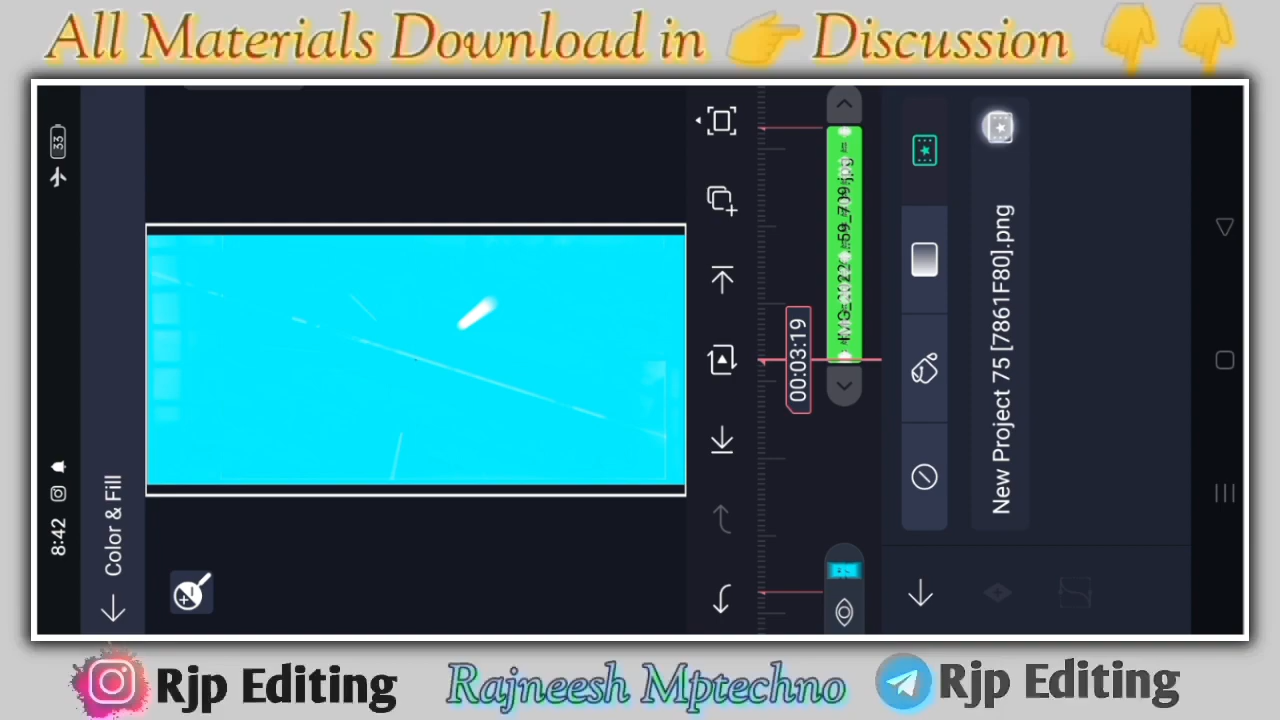 All Materials Download in 👉 Discussion 👇 👇
33
8:42
Color & Fill
00:03:19
New Project 75 [7861F80].png
Rjp Editing
Rajneesh Mptechno
Rjp Editing